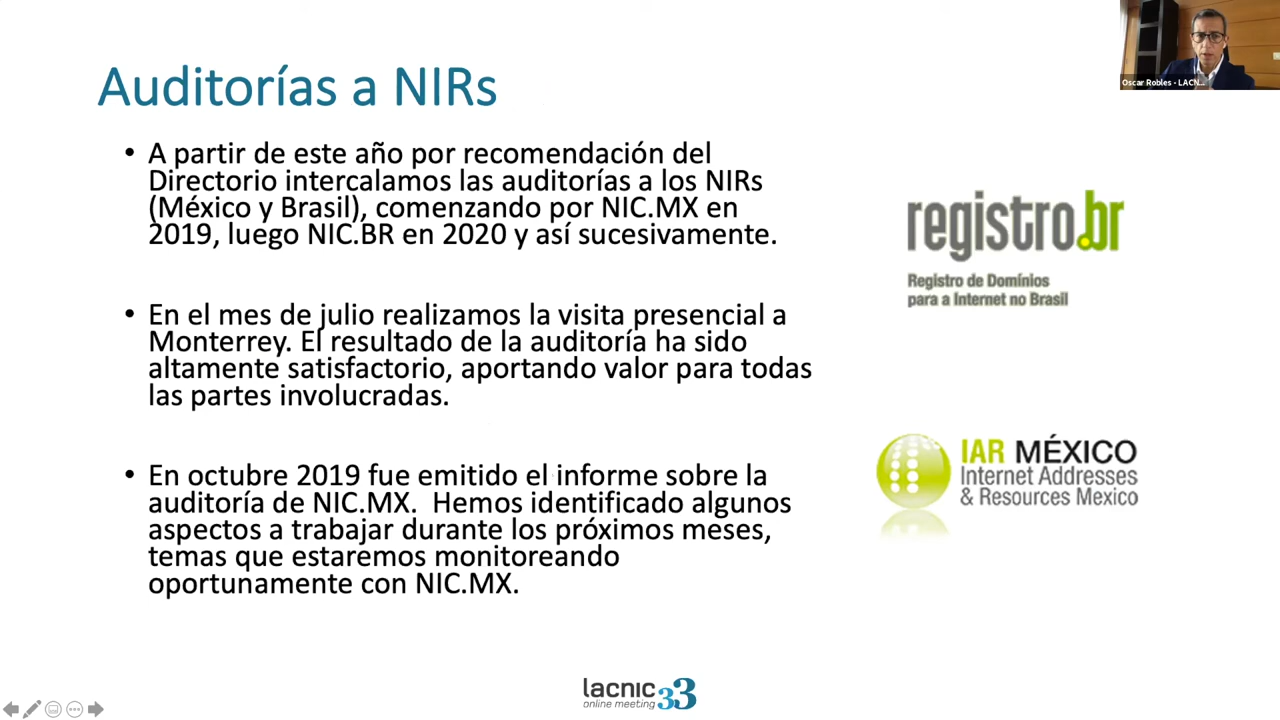 Auditorías a NIRs
Oscar Robles - LACN...
• A partir de este año por recomendación del
Directorio intercalamos las auditorías a los NIRs
(México y Brasil), comenzando por NIC.MX en
2019, luego NIC.BR en 2020 y así sucesivamente.
• En el mes de julio realizamos la visita presencial a
Monterrey. El resultado de la auditoría ha sido
altamente satisfactorio, aportando valor para todas
las partes involucradas.
• En octubre 2019 fue emitido el informe sobre la
auditoría de NIC.MX.  Hemos identificado algunos
aspectos a trabajar durante los próximos meses,
temas que estaremos monitoreando
oportunamente con NIC.MX.
registro.br
Registro de Domínios
para a Internet no Brasil
IAR MÉXICO
Internet Addresses
& Resources Mexico
lacnic 33
online meeting